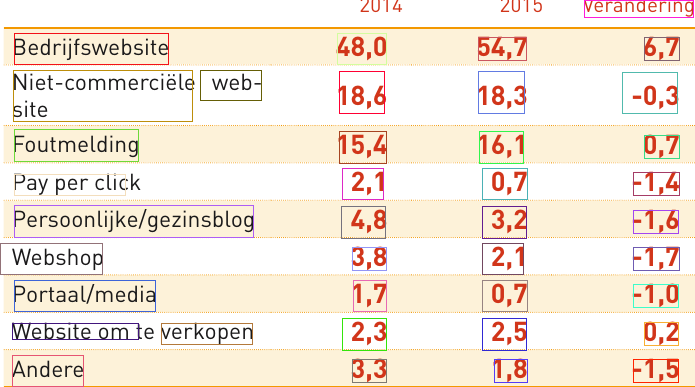 2014 2015 verandering
Bedrijfswebsite 48,0 54,7 6,7
Niet-commerciële web-
site 18,6 18,3 -0,3
Foutmelding 15,4 16,1 0,7
Pay per click 2,1 0,7 -1,4
Persoonlijke/gezinsblog 4,8 3,2 -1,6
Webshop 3,8 2,1 -1,7
Portaal/media 1,7 0,7 -1,0
Website om te verkopen 2,3 2,5 0,2
Andere 3,3 1,8 -1,5